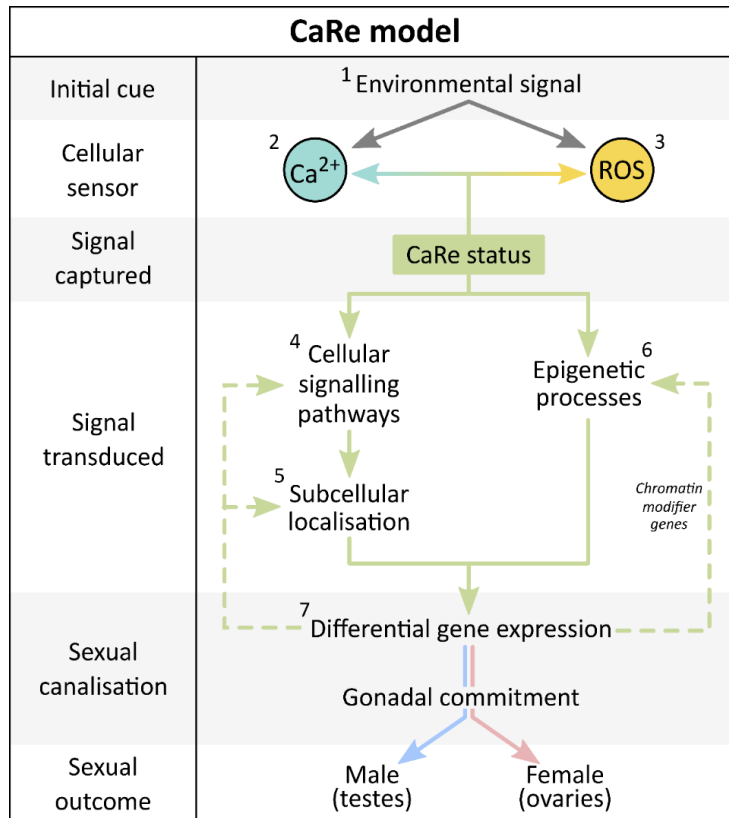 CaRe model
Initial cue
1 Environmental signal
Cellular
sensor
2
Ca2+
3
ROS
Signal
captured
CaRe status
Signal
transduced
4
Cellular
signalling
pathways
6
Epigenetic
processes
5
Subcellular
localisation
Chromatin
modifier
genes
Sexual
canalisation
7
Differential gene expression
Gonadal commitment
Sexual
outcome
Male
(testes)
Female
(ovaries)